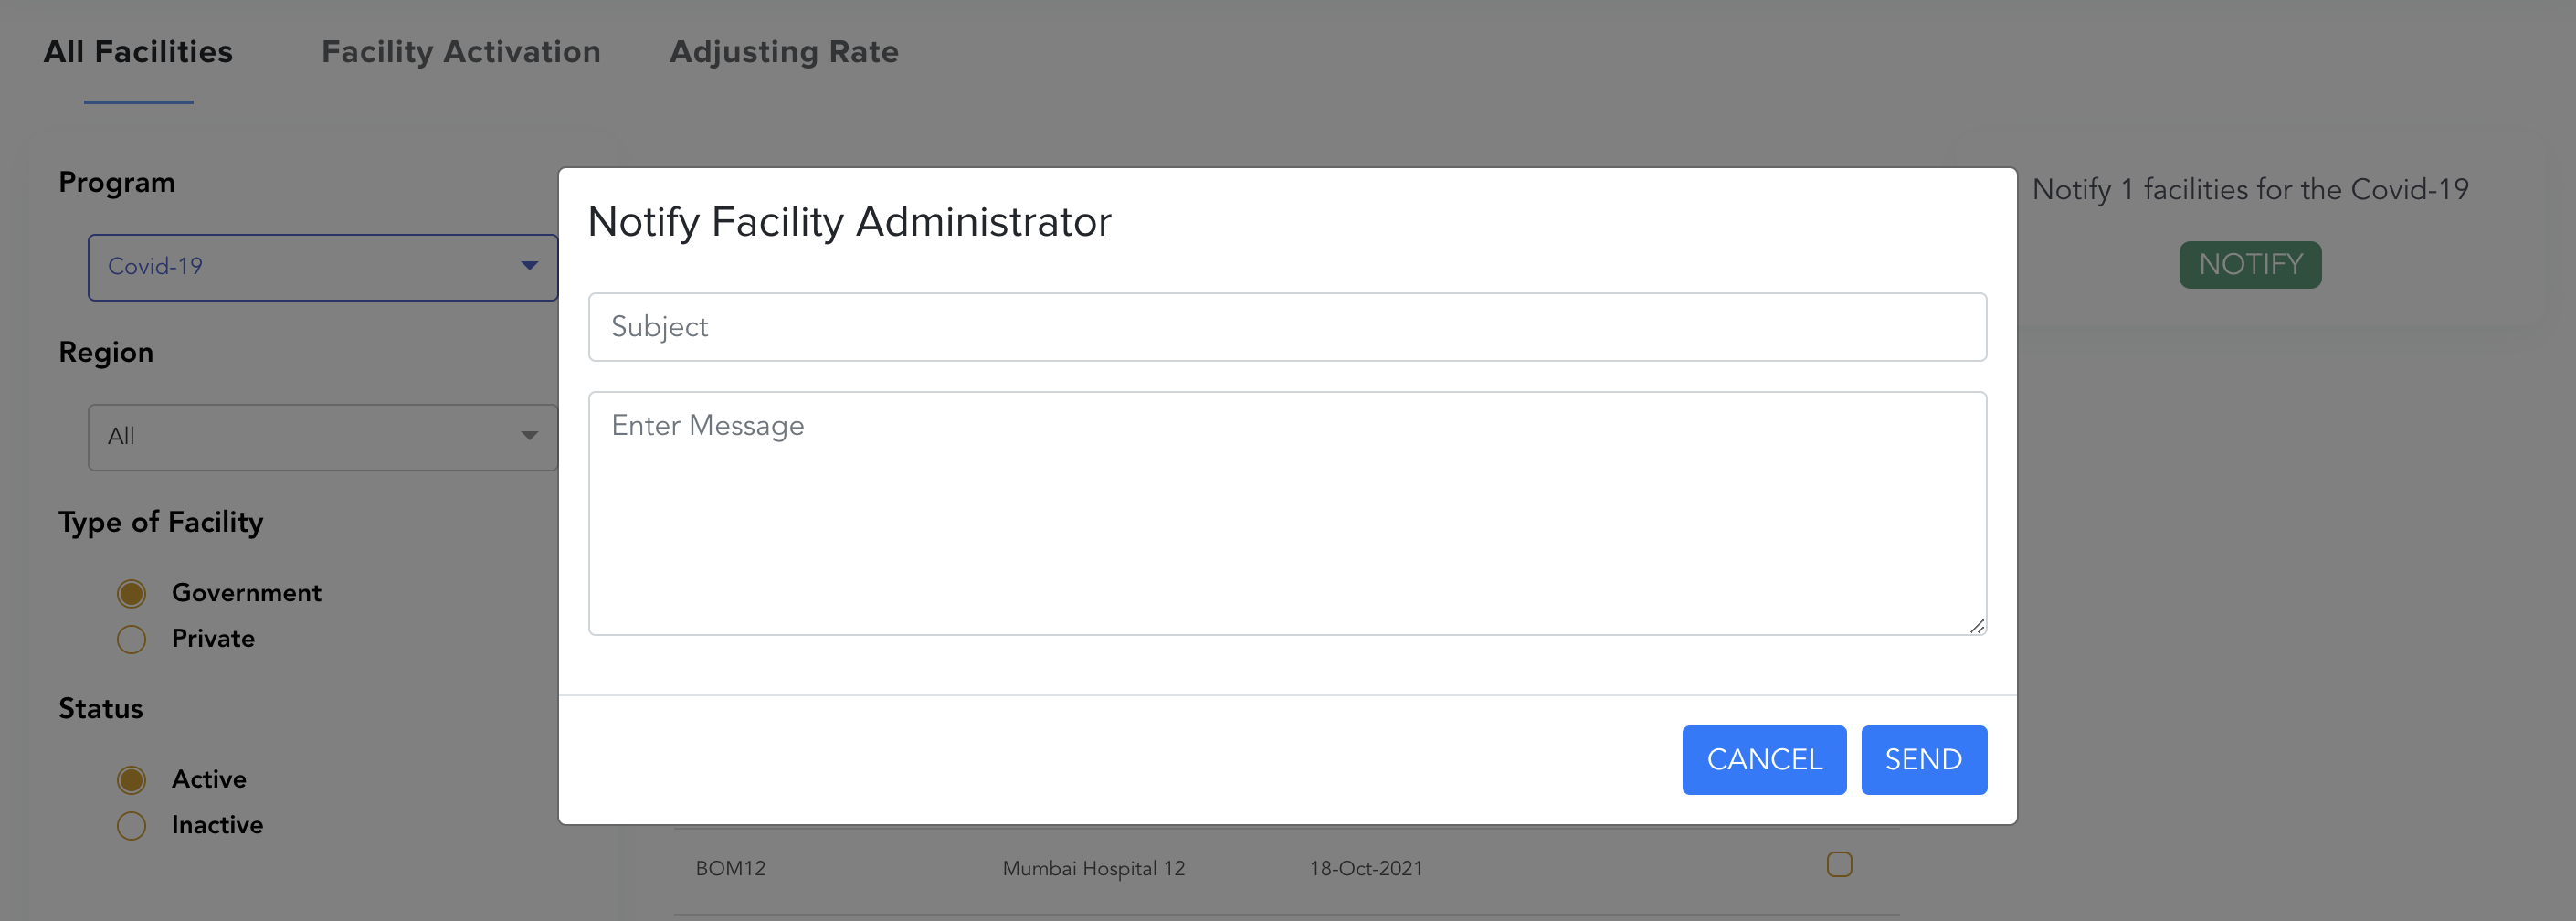 All Facilities Facility Activation Adjusting Rate
Program
Covid-19
Region
All
Type of Facility
Government
Private
Status
Active
Inactive
Notify Facility Administrator
Subject
Enter Message
CANCEL SEND
Notify 1 facilities for the Covid-19
NOTIFY
BOM12 Mumbai Hospital 12 18-Oct-2021